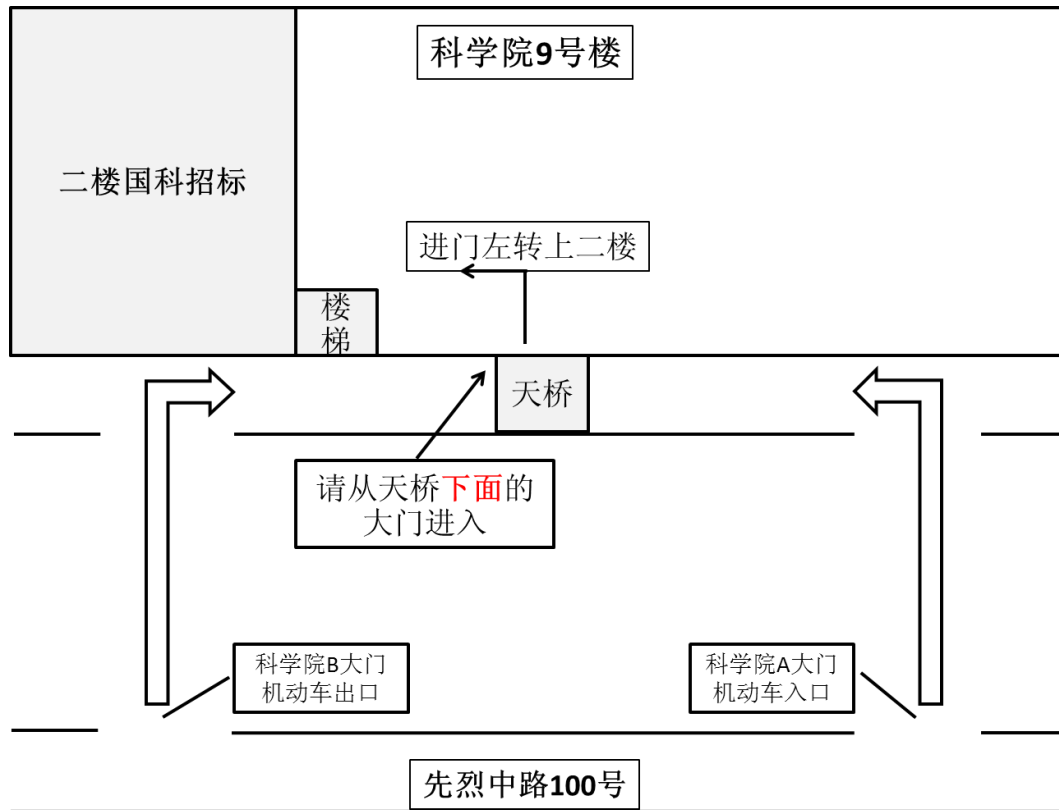 科学院9号楼
二楼国科招标
进门左转上二楼
楼
梯
天桥
请从天桥下面的
大门进入
科学院B大门
机动车出口
科学院A大门
机动车入口
先烈中路100号